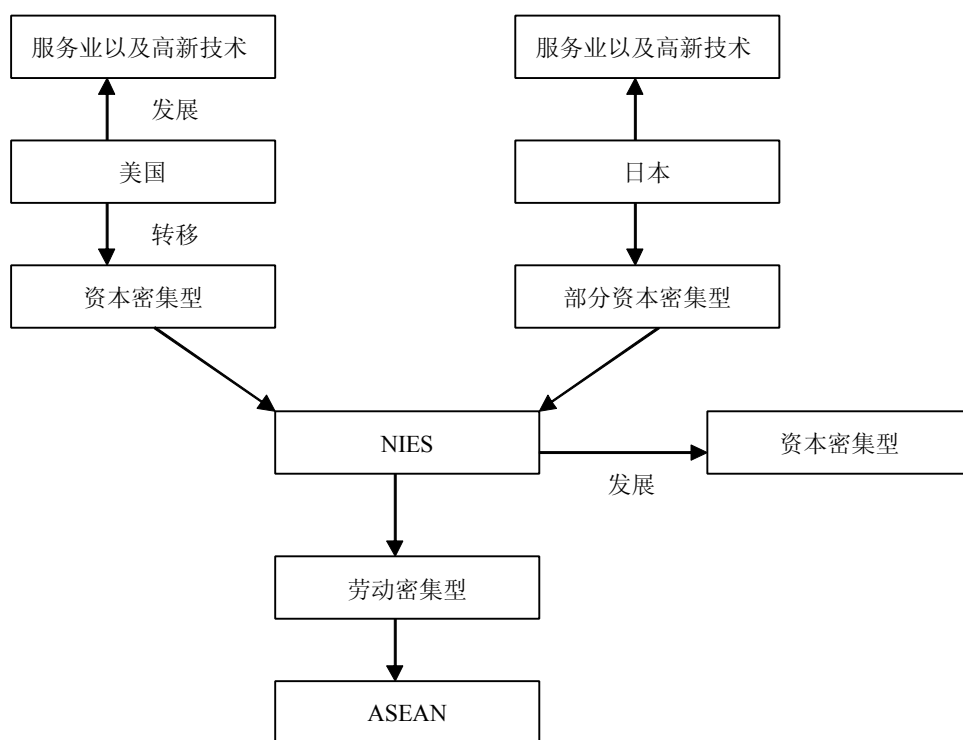 服务业以及高新技术
服务业以及高新技术
发展
美国
日本
转移
资本密集型
部分资本密集型
NIES
资本密集型
发展
劳动密集型
ASEAN